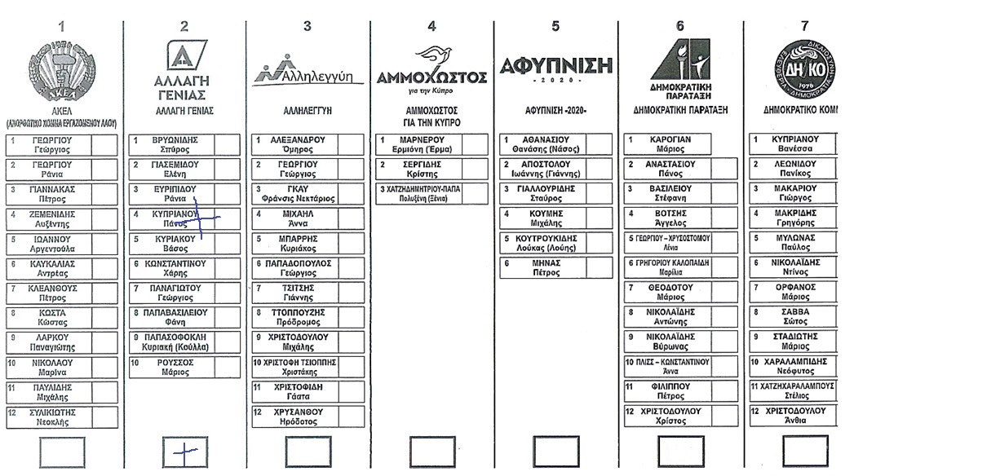 1
1976
ΑΚΕΛ
ΑΚΕΛ
(ΑΝΟΡΘΩΤΙΚΟ ΚΟΜΜΑ ΕΡΓΑΖΟΜΕΝΟΥ ΛΑΟΥ)
1 ΓΕΩΡΓΙΟΥ
Γεώργιος
2 ΓΕΩΡΓΙΟΥ
Ράνια
3 ΓΙΑΝΝΑΚΑΣ
Πέτρος
4 ΖΕΜΕΝΙΔΗΣ
Αυξέντης
5 ΙΩΑΝΝΟΥ
Αργεντούλα
6 ΚΑΥΚΑΛΙΑΣ
Αντρέας
7 ΚΛΕΑΝΘΟΥΣ
Πέτρος
8 ΚΩΣΤΑ
Κώστας
9 ΛΑΡΚΟΥ
Παναγιώτης
10 ΝΙΚΟΛΑΟΥ
Μαρίνα
11 ΠΑΥΛΙΔΗΣ
Μιχάλης
12 ΣΥΛΙΚΙΩΤΗΣ
Νεοκλής
2
Α
ΑΛΛΑΓΗ
ΓΕΝΙΑΣ
ΑΛΛΑΓΗ ΓΕΝΙΑΣ
1 ΒΡΥΩΝΙΔΗΣ
Σπύρος
2 ΓΙΑΣΕΜΙΔΟΥ
Ελένη
3 ΕΥΡΙΠΙΔΟΥ
Ράνια
4 ΚΥΠΡΙΑΝΟΥ
Πάνος
5 ΚΥΡΙΑΚΟΥ
Βάσος
6 ΚΩΝΣΤΑΝΤΙΝΟΥ
Χάρης
7 ΠΑΝΑΓΙΩΤΟΥ
Γεώργιος
8 ΠΑΠΑΒΑΣΙΛΕΙΟΥ
Φάνη
9 ΠΑΠΑΣΟΦΟΚΛΗ
Κυριακή (Κούλλα)
10 ΡΟΥΣΣΟΣ
Μάριος
3
Αλληλεγγύη
ΑΛΛΗΛΕΓΓΥΗ
1 ΑΛΕΞΑΝΔΡΟΥ
Όμηρος
2 ΓΕΩΡΓΙΟΥ
Γεώργιος
3 ΓΚΑΥ
Φράνσις Νεκτάριος
4 ΜΙΧΑΗΛ
Άννα
5 ΜΠΑΡΡΗΣ
Κυριάκος
6 ΠΑΠΑΔΟΠΟΥΛΟΣ
Γεώργιος
7 ΤΣΙΤΣΗΣ
Γιάννης
8 ΤΤΟΠΠΟΥΖΗΣ
Πρόδρομος
9 ΧΡΙΣΤΟΔΟΥΛΟΥ
Μιχάλης
10 ΧΡΙΣΤΟΦΗ ΤΣΙΟΠΠΗΣ
Χριστάκης
11 ΧΡΙΣΤΟΦΙΔΗ
Γάατα
12 ΧΡΥΣΑΝΘΟΥ
Ηρόδοτος
4
ΑΜΜΟΧΩΣΤΟΣ
για την Κύπρο
ΑΜΜΟΧΩΣΤΟΣ
ΓΙΑ ΤΗΝ ΚΥΠΡΟ
1 ΜΑΡΝΕΡΟΥ
Ερμιόνη (Έρμα)
2 ΣΕΡΓΙΔΗΣ
Κρίστης
3 ΧΑΤΖΗΔΗΜΗΤΡΙΟΥ-ΠΑΠΑ
Πολυξένη (Ξένια)
5
ΑΦΥΠΝΙΣΗ
- 2020 -
ΑΦΥΠΝΙΣΗ -2020-
1 ΑΘΑΝΑΣΙΟΥ
Θανάσης (Νάσος)
2 ΑΠΟΣΤΟΛΟΥ
Ιωάννης (Γιάννης)
3 ΓΙΑΛΛΟΥΡΙΔΗΣ
Σταύρος
4 ΚΟΥΜΗΣ
Μιχάλης
5 ΚΟΥΤΡΟΥΚΙΔΗΣ
Λούκας (Λούης)
6 ΜΗΝΑΣ
Πέτρος
6
ΔΗΜΟΚΡΑΤΙΚΗ
ΠΑΡΑΤΑΞΗ
ΔΗΜΟΚΡΑΤΙΚΗ ΠΑΡΑΤΑΞΗ
1 ΚΑΡΟΓΙΑΝ
Μάριος
2 ΑΝΑΣΤΑΣΙΟΥ
Πάνος
3 ΒΑΣΙΛΕΙΟΥ
Στέφανη
4 ΒΟΤΣΗΣ
Άγγελος
5 ΓΕΩΡΓΙΟΥ – ΧΡΥΣΟΣΤΟΜΟΥ
Λένια
6 ΓΡΗΓΟΡΙΟΥ ΚΑΛΟΠΑΙΔΗ
Μαρίλια
7 ΘΕΟΔΟΤΟΥ
Μάριος
8 ΝΙΚΟΛΑΪΔΗΣ
Αντώνης
9 ΝΙΚΟΛΑΪΔΗΣ
Βύρωνας
10 ΠΛΙΣΣ – ΚΩΝΣΤΑΝΤΙΝΟΥ
Άννα
11 ΦΙΛΙΠΠΟΥ
Πέτρος
12 ΧΡΙΣΤΟΔΟΥΛΟΥ
Χρίστος
7
ΕΛΕΥΘΕΡΙΑ - ΔΗΜΟΚΡΑΤΙΑ - ΔΙΚΑΙΟΣΥΝΗ
ΔΗ ΚΟ
1976
ΔΗΜΟΚΡΑΤΙΚΟ ΚΟΜΜ
1 ΚΥΠΡΙΑΝΟΥ
Βανέσσα
2 ΛΕΩΝΙΔΟΥ
Πανίκος
3 ΜΑΚΑΡΙΟΥ
Γιώργος
4 ΜΑΚΡΙΔΗΣ
Γρηγόρης
5 ΜΥΛΩΝΑΣ
Παύλος
6 ΝΙΚΟΛΑΪΔΗΣ
Ντίνος
7 ΟΡΦΑΝΟΣ
Μάριος
8 ΣΑΒΒΑ
Σώτος
9 ΣΤΑΔΙΩΤΗΣ
Μάριος
10 ΧΑΡΑΛΑΜΠΙΔΗΣ
Νεόφυτος
11 ΧΑΤΖΗΧΑΡΑΛΑΜΠΟΥΣ
Στέλιος
12 ΧΡΙΣΤΟΔΟΥΛΟΥ
Άνθια